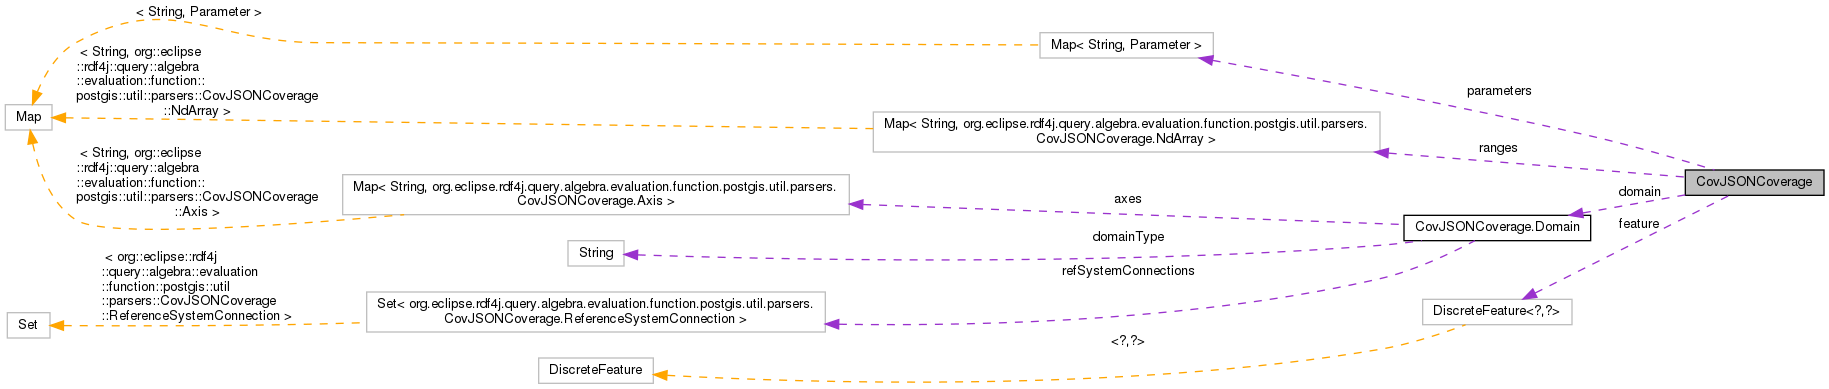 < String, Parameter >
Map< String, Parameter >
< String, org::eclipse
::rdf4j::query::algebra
::evaluation::function::
postgis::util::parsers::CovJSONCoverage
::NdArray >
parameters
Map
Map< String, org.eclipse.rdf4j.query.algebra.evaluation.function.postgis.util.parsers.
CovJSONCoverage.NdArray >
ranges
< String, org::eclipse
::rdf4j::query::algebra
::evaluation::function::
postgis::util::parsers::CovJSONCoverage
::Axis >
Map< String, org.eclipse.rdf4j.query.algebra.evaluation.function.postgis.util.parsers.
CovJSONCoverage.Axis >
axes
domain
CovJSONCoverage
CovJSONCoverage.Domain
feature
domainType
String
refSystemConnections
< org::eclipse::rdf4j
::query::algebra::evaluation
::function::postgis::util
::parsers::CovJSONCoverage
::ReferenceSystemConnection >
Set
Set< org.eclipse.rdf4j.query.algebra.evaluation.function.postgis.util.parsers.
CovJSONCoverage.ReferenceSystemConnection >
DiscreteFeature<?,?>
<?,?>
DiscreteFeature